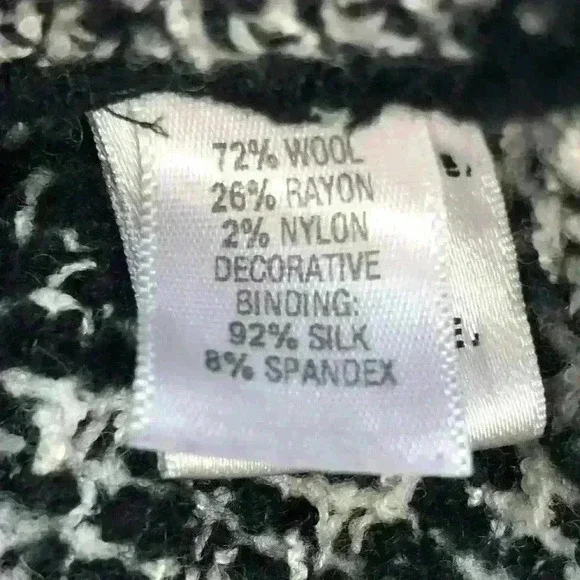 72% WOOL
26% RAYON
2% NYLON
DECORATIVE
BINDING:
92% SILK
8% SPANDEX